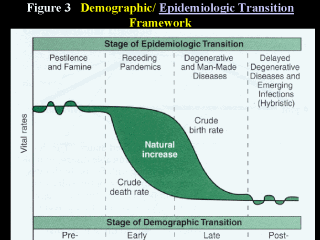 Figure 3 Demographic/ Epidemiologic Transition
Framework
Stage of Epidemiologic Transition
Pestilence
and Famine
Receding
Pandemics
Degenerative
and Man-Made
Diseases
Delayed
Degenerative
Diseases and
Emerging
Infections
(Hybristic)
Vital rates
Crude
birth rate
Natural
increase
Crude
death rate
Stage of Demographic Transition
Pre-
Early
Late
Post-